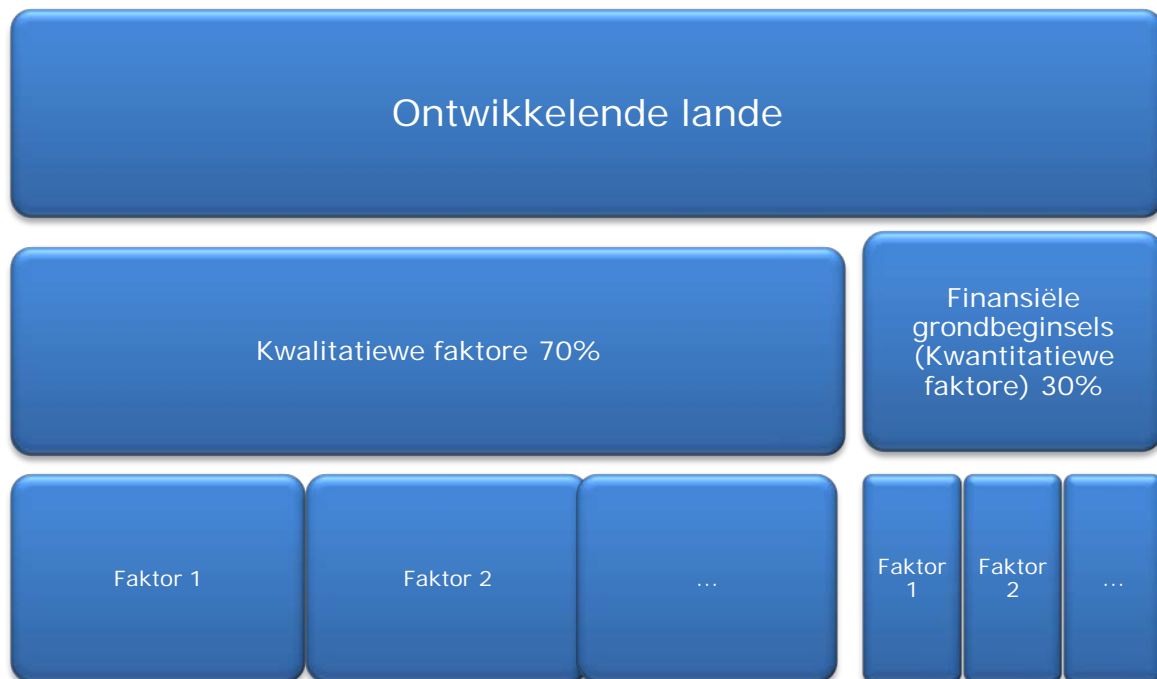 Ontwikkelende lande
Kwalitatiewe faktore 70%
Finansiële
grondbeginsels
(Kwantitatiewe
faktore) 30%
Faktor 1
Faktor 2
...
Faktor
1
Faktor
2
...